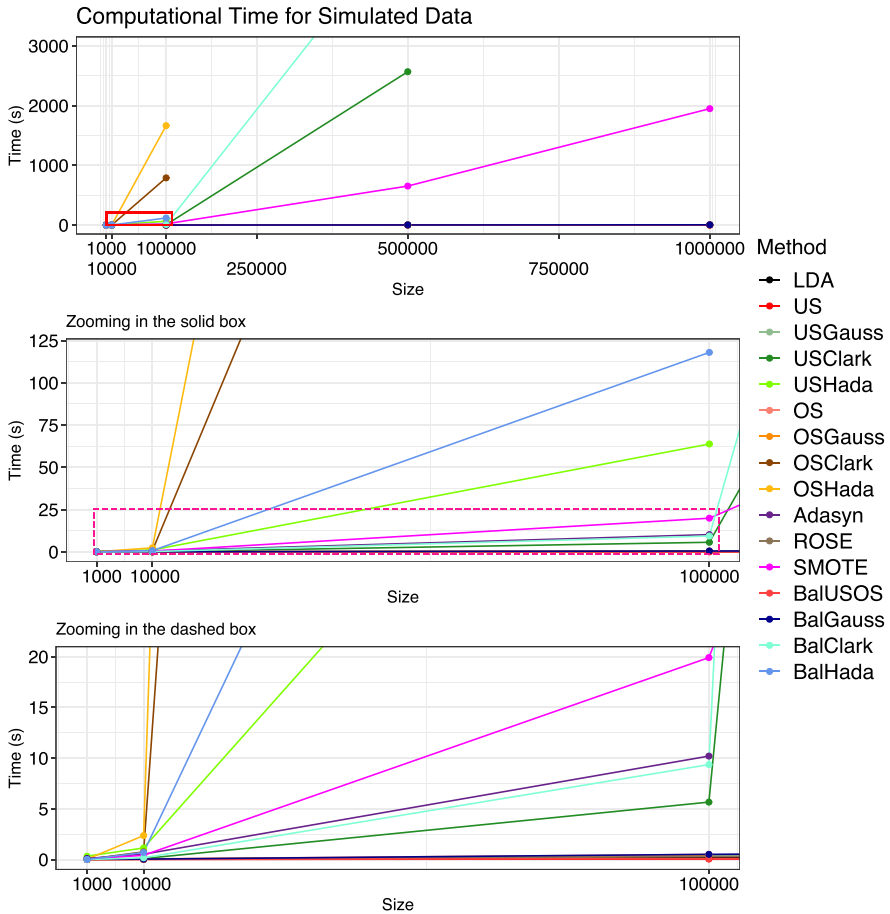 Computational Time for Simulated Data
3000
2000
1000
0
Time (s)
1000
10000
100000
250000
500000
750000
1000000
Size
Zooming in the solid box
125
100
75
50
25
0
Time (s)
1000
10000
100000
Size
Zooming in the dashed box
20
15
10
5
0
Time (s)
1000
10000
100000
Size
Method
LDA
US
USGauss
USClark
USHada
OS
OSGauss
OSClark
OSHada
Adasyn
ROSE
SMOTE
BalUSOS
BalGauss
BalClark
BalHada